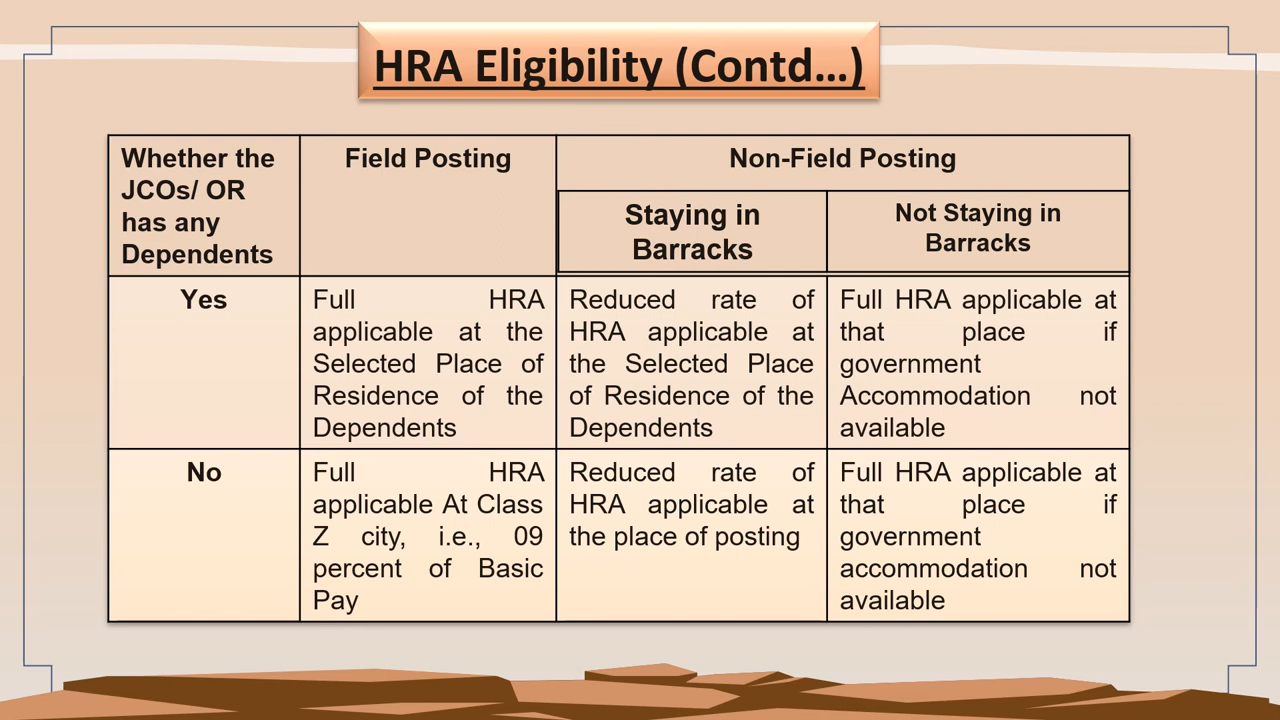 HRA Eligibility (Contd...)
Whether the
JCOs/ OR
has any
Dependents
Field Posting
Non-Field Posting
Staying in
Barracks
Not Staying in
Barracks
Yes
Full HRA
applicable at the
Selected Place of
Residence of the
Dependents
Reduced rate of
HRA applicable at
the Selected Place
of Residence of the
Dependents
Full HRA applicable at
that place if
government
Accommodation not
available
No
Full HRA
applicable At Class
Z city, i.e., 09
percent of Basic
Pay
Reduced rate of
HRA applicable at
the place of posting
Full HRA applicable at
that place if
government
accommodation not
available